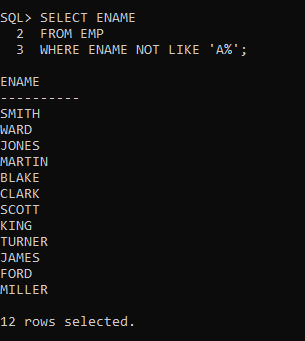 SQL> SELECT ENAME
  2  FROM EMP
  3  WHERE ENAME NOT LIKE 'A%';
ENAME
----------
SMITH
WARD
JONES
MARTIN
BLAKE
CLARK
SCOTT
KING
TURNER
JAMES
FORD
MILLER
12 rows selected.